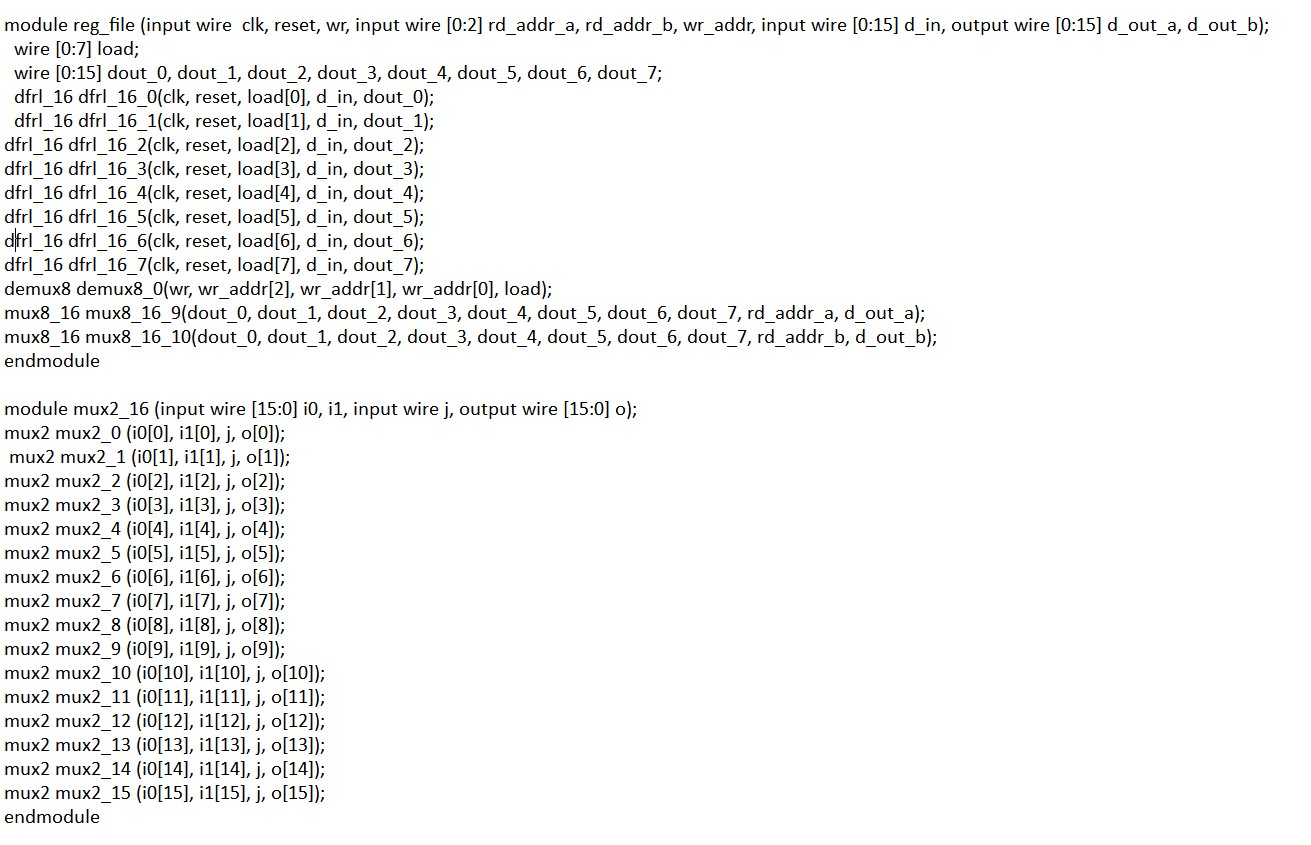 module reg_file (input wire  clk, reset, wr, input wire [0:2] rd_addr_a, rd_addr_b, wr_addr, input wire [0:15] d_in, output wire [0:15] d_out_a, d_out_b);
wire [0:7] load;
wire [0:15] dout_0, dout_1, dout_2, dout_3, dout_4, dout_5, dout_6, dout_7;
dfrl_16 dfrl_16_0(clk, reset, load[0], d_in, dout_0);
dfrl_16 dfrl_16_1(clk, reset, load[1], d_in, dout_1);
dfrl_16 dfrl_16_2(clk, reset, load[2], d_in, dout_2);
dfrl_16 dfrl_16_3(clk, reset, load[3], d_in, dout_3);
dfrl_16 dfrl_16_4(clk, reset, load[4], d_in, dout_4);
dfrl_16 dfrl_16_5(clk, reset, load[5], d_in, dout_5);
dfrl_16 dfrl_16_6(clk, reset, load[6], d_in, dout_6);
dfrl_16 dfrl_16_7(clk, reset, load[7], d_in, dout_7);
demux8 demux8_0(wr, wr_addr[2], wr_addr[1], wr_addr[0], load);
mux8_16 mux8_16_9(dout_0, dout_1, dout_2, dout_3, dout_4, dout_5, dout_6, dout_7, rd_addr_a, d_out_a);
mux8_16 mux8_16_10(dout_0, dout_1, dout_2, dout_3, dout_4, dout_5, dout_6, dout_7, rd_addr_b, d_out_b);
endmodule

module mux2_16 (input wire [15:0] i0, i1, input wire j, output wire [15:0] o);
mux2 mux2_0 (i0[0], i1[0], j, o[0]);
mux2 mux2_1 (i0[1], i1[1], j, o[1]);
mux2 mux2_2 (i0[2], i1[2], j, o[2]);
mux2 mux2_3 (i0[3], i1[3], j, o[3]);
mux2 mux2_4 (i0[4], i1[4], j, o[4]);
mux2 mux2_5 (i0[5], i1[5], j, o[5]);
mux2 mux2_6 (i0[6], i1[6], j, o[6]);
mux2 mux2_7 (i0[7], i1[7], j, o[7]);
mux2 mux2_8 (i0[8], i1[8], j, o[8]);
mux2 mux2_9 (i0[9], i1[9], j, o[9]);
mux2 mux2_10 (i0[10], i1[10], j, o[10]);
mux2 mux2_11 (i0[11], i1[11], j, o[11]);
mux2 mux2_12 (i0[12], i1[12], j, o[12]);
mux2 mux2_13 (i0[13], i1[13], j, o[13]);
mux2 mux2_14 (i0[14], i1[14], j, o[14]);
mux2 mux2_15 (i0[15], i1[15], j, o[15]);
endmodule